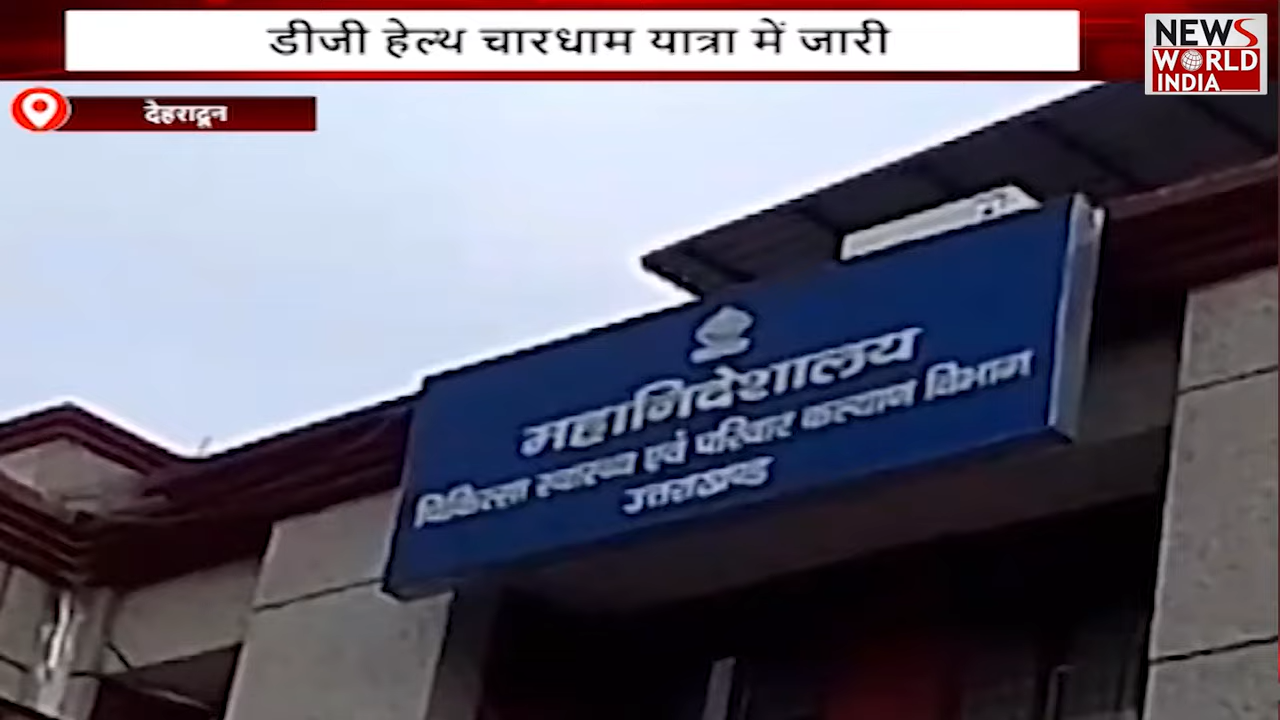 डीजी हेल्थ चारधाम यात्रा में जारी
NEWS
WORLD
INDIA
देहरादून
महानिदेशालय
चिकित्सा स्वास्थ्य एवं परिवार कल्याण विभाग
उत्तराखण्ड